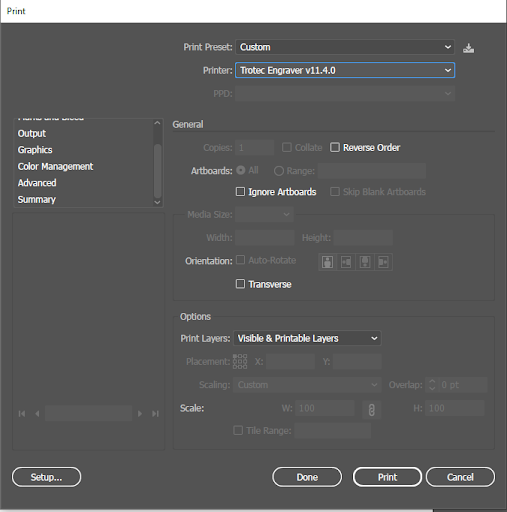 Print
Print Preset: Custom
Printer: Trotec Engraver v11.4.0
PPD:
Output
Graphics
Color Management
Advanced
Summary
General
Copies: 1 Collate Reverse Order
Artboards: All Range:
Ignore Artboards Skip Blank Artboards
Media Size:
Width: Height:
Orientation: Auto-Rotate
Transverse
Options
Print Layers: Visible & Printable Layers
Placement: X: Y:
Scaling: Custom Overlap: 0 pt
Scale: W: 100 H: 100
Tile Range:
Setup... Done Print Cancel